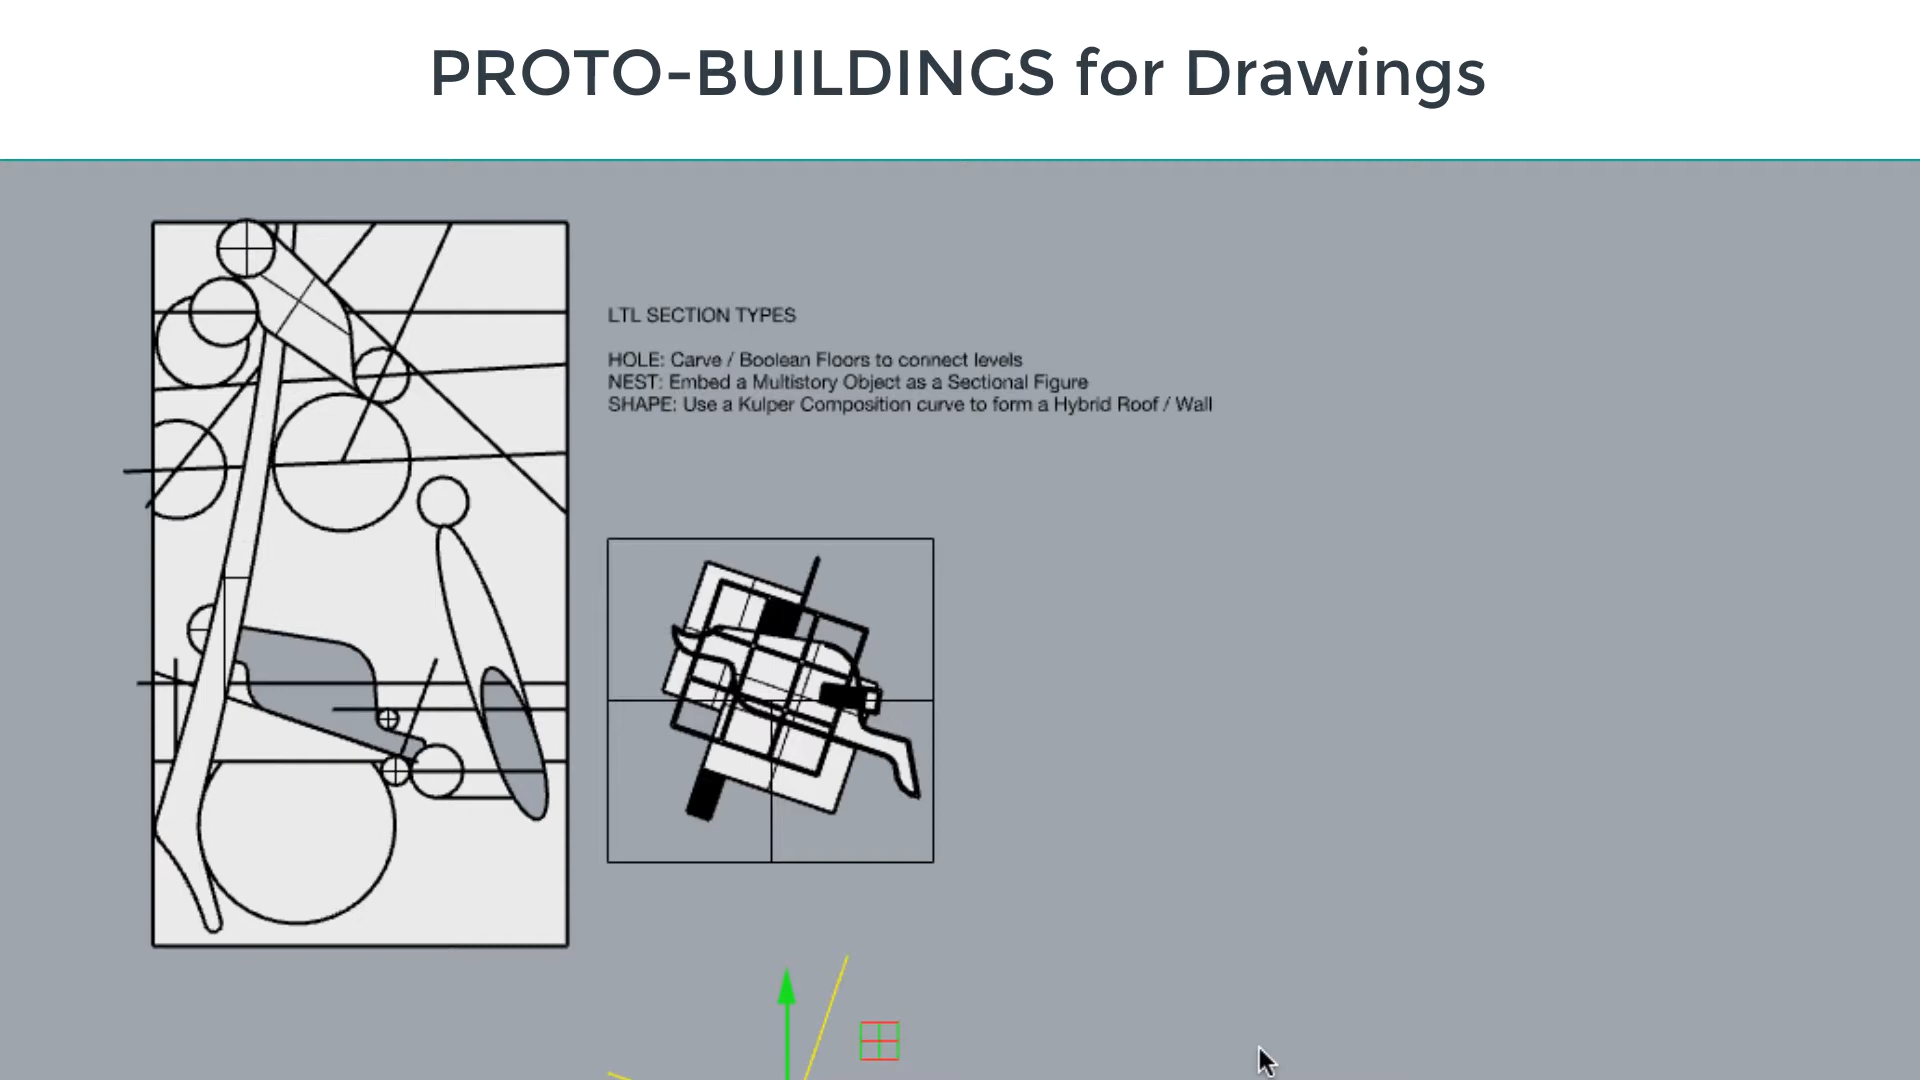 PROTO-BUILDINGS for Drawings
LTL SECTION TYPES
HOLE: Carve / Boolean Floors to connect levels
NEST: Embed a Multistory Object as a Sectional Figure
SHAPE: Use a Kulper Composition curve to form a Hybrid Roof / Wall